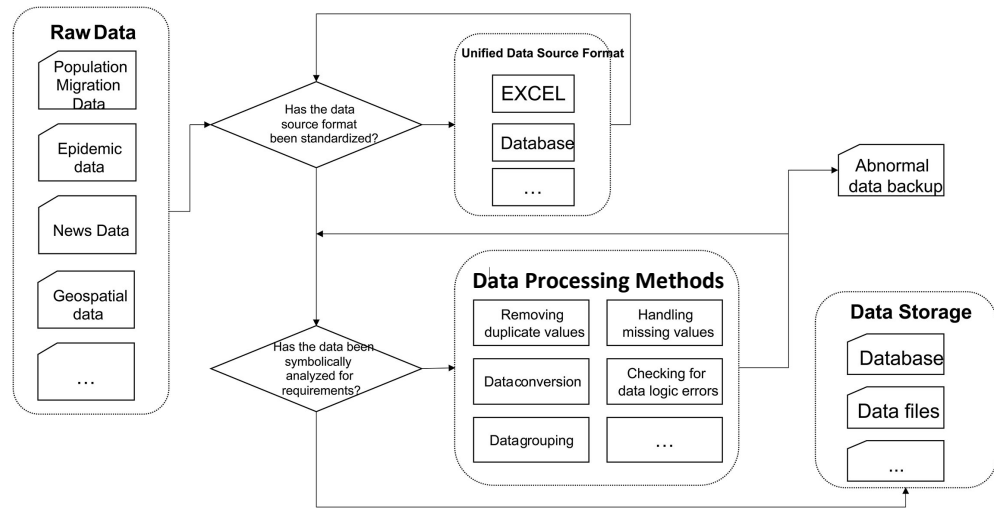 Raw Data
Population
Migration
Data
Epidemic
data
News Data
Geospatial
data
...
Has the data
source format
been standardized?
Unified Data Source Format
EXCEL
Database
...
Abnormal
data backup
Has the data been
symbolically
analyzed for
requirements?
Data Processing Methods
Removing
duplicate values
Handling
missing values
Dataconversion
Checking for
data logic errors
Datagrouping
...
Data Storage
Database
Data files
...